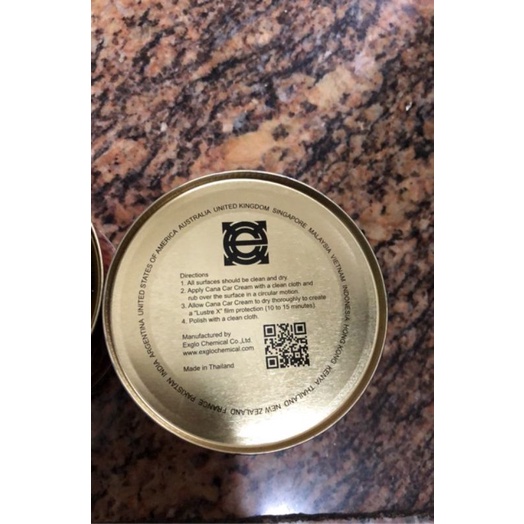 UNITED STATES OF AMERICA AUSTRALIA UNITED KINGDOM SINGAPORE MALAYSIA VIETNAM INDONESIA HONG KONG KENYA THAILAND NEW ZEALAND FRANCE PAKISTAN INDIA ARGENTINA
e
Directions
1. All surfaces should be clean and dry.
2. Apply Cana Car Cream with a clean cloth and
rub over the surface in a circular motion.
3. Allow Cana Car Cream to dry thoroughly to create
a "Lustre X" film protection (10 to 15 minutes).
4. Polish with a clean cloth.
Manufactured by
Exglo Chemical Co.,Ltd
www.exglochemical.com
Made in Thailand